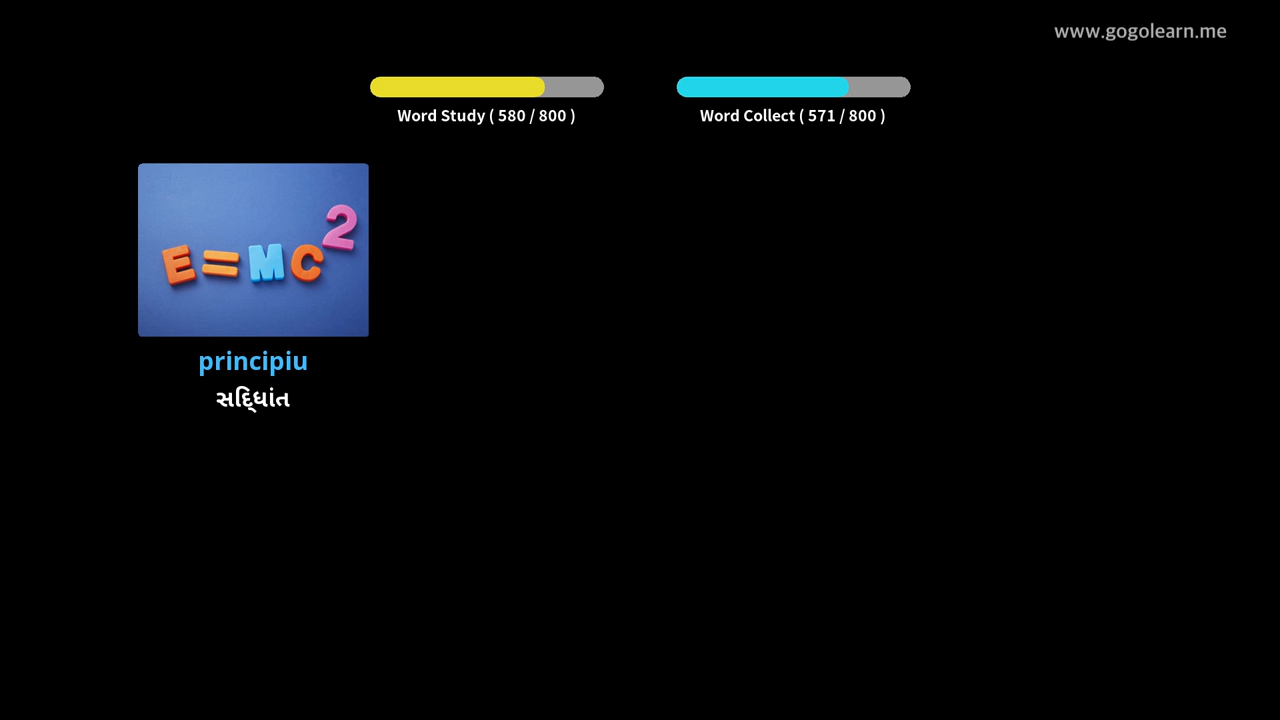 www.gogolearn.me
Word Study ( 580 / 800 )
Word Collect ( 571 / 800 )
E=MC2
principiu
સદ્ધિાંત